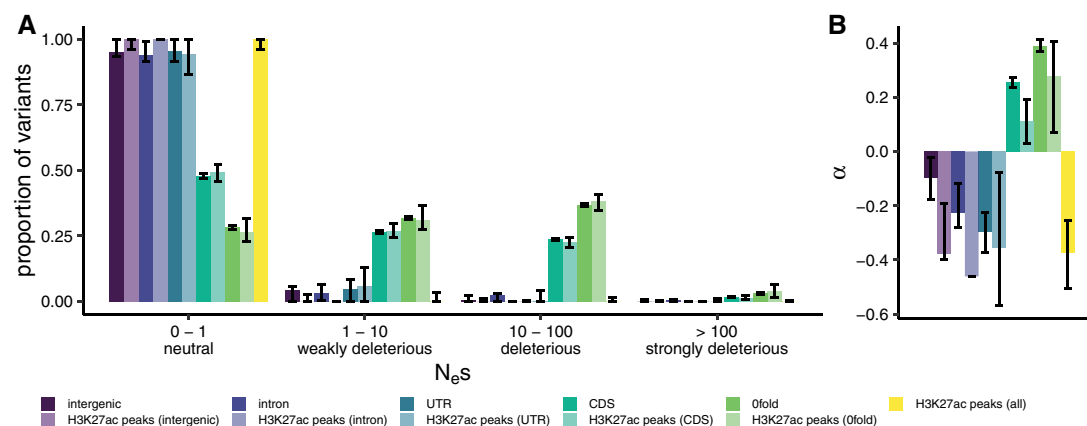 A
proportion of variants
1.00
0.75
0.50
0.25
0.00
0 − 1
neutral
1 − 10
weakly deleterious
10 − 100
deleterious
> 100
strongly deleterious
Nₑs
B
α
0.4
0.2
0.0
−0.2
−0.4
−0.6
intergenic
intron
UTR
CDS
0fold
H3K27ac peaks (all)
H3K27ac peaks (intergenic)
H3K27ac peaks (intron)
H3K27ac peaks (UTR)
H3K27ac peaks (CDS)
H3K27ac peaks (0fold)